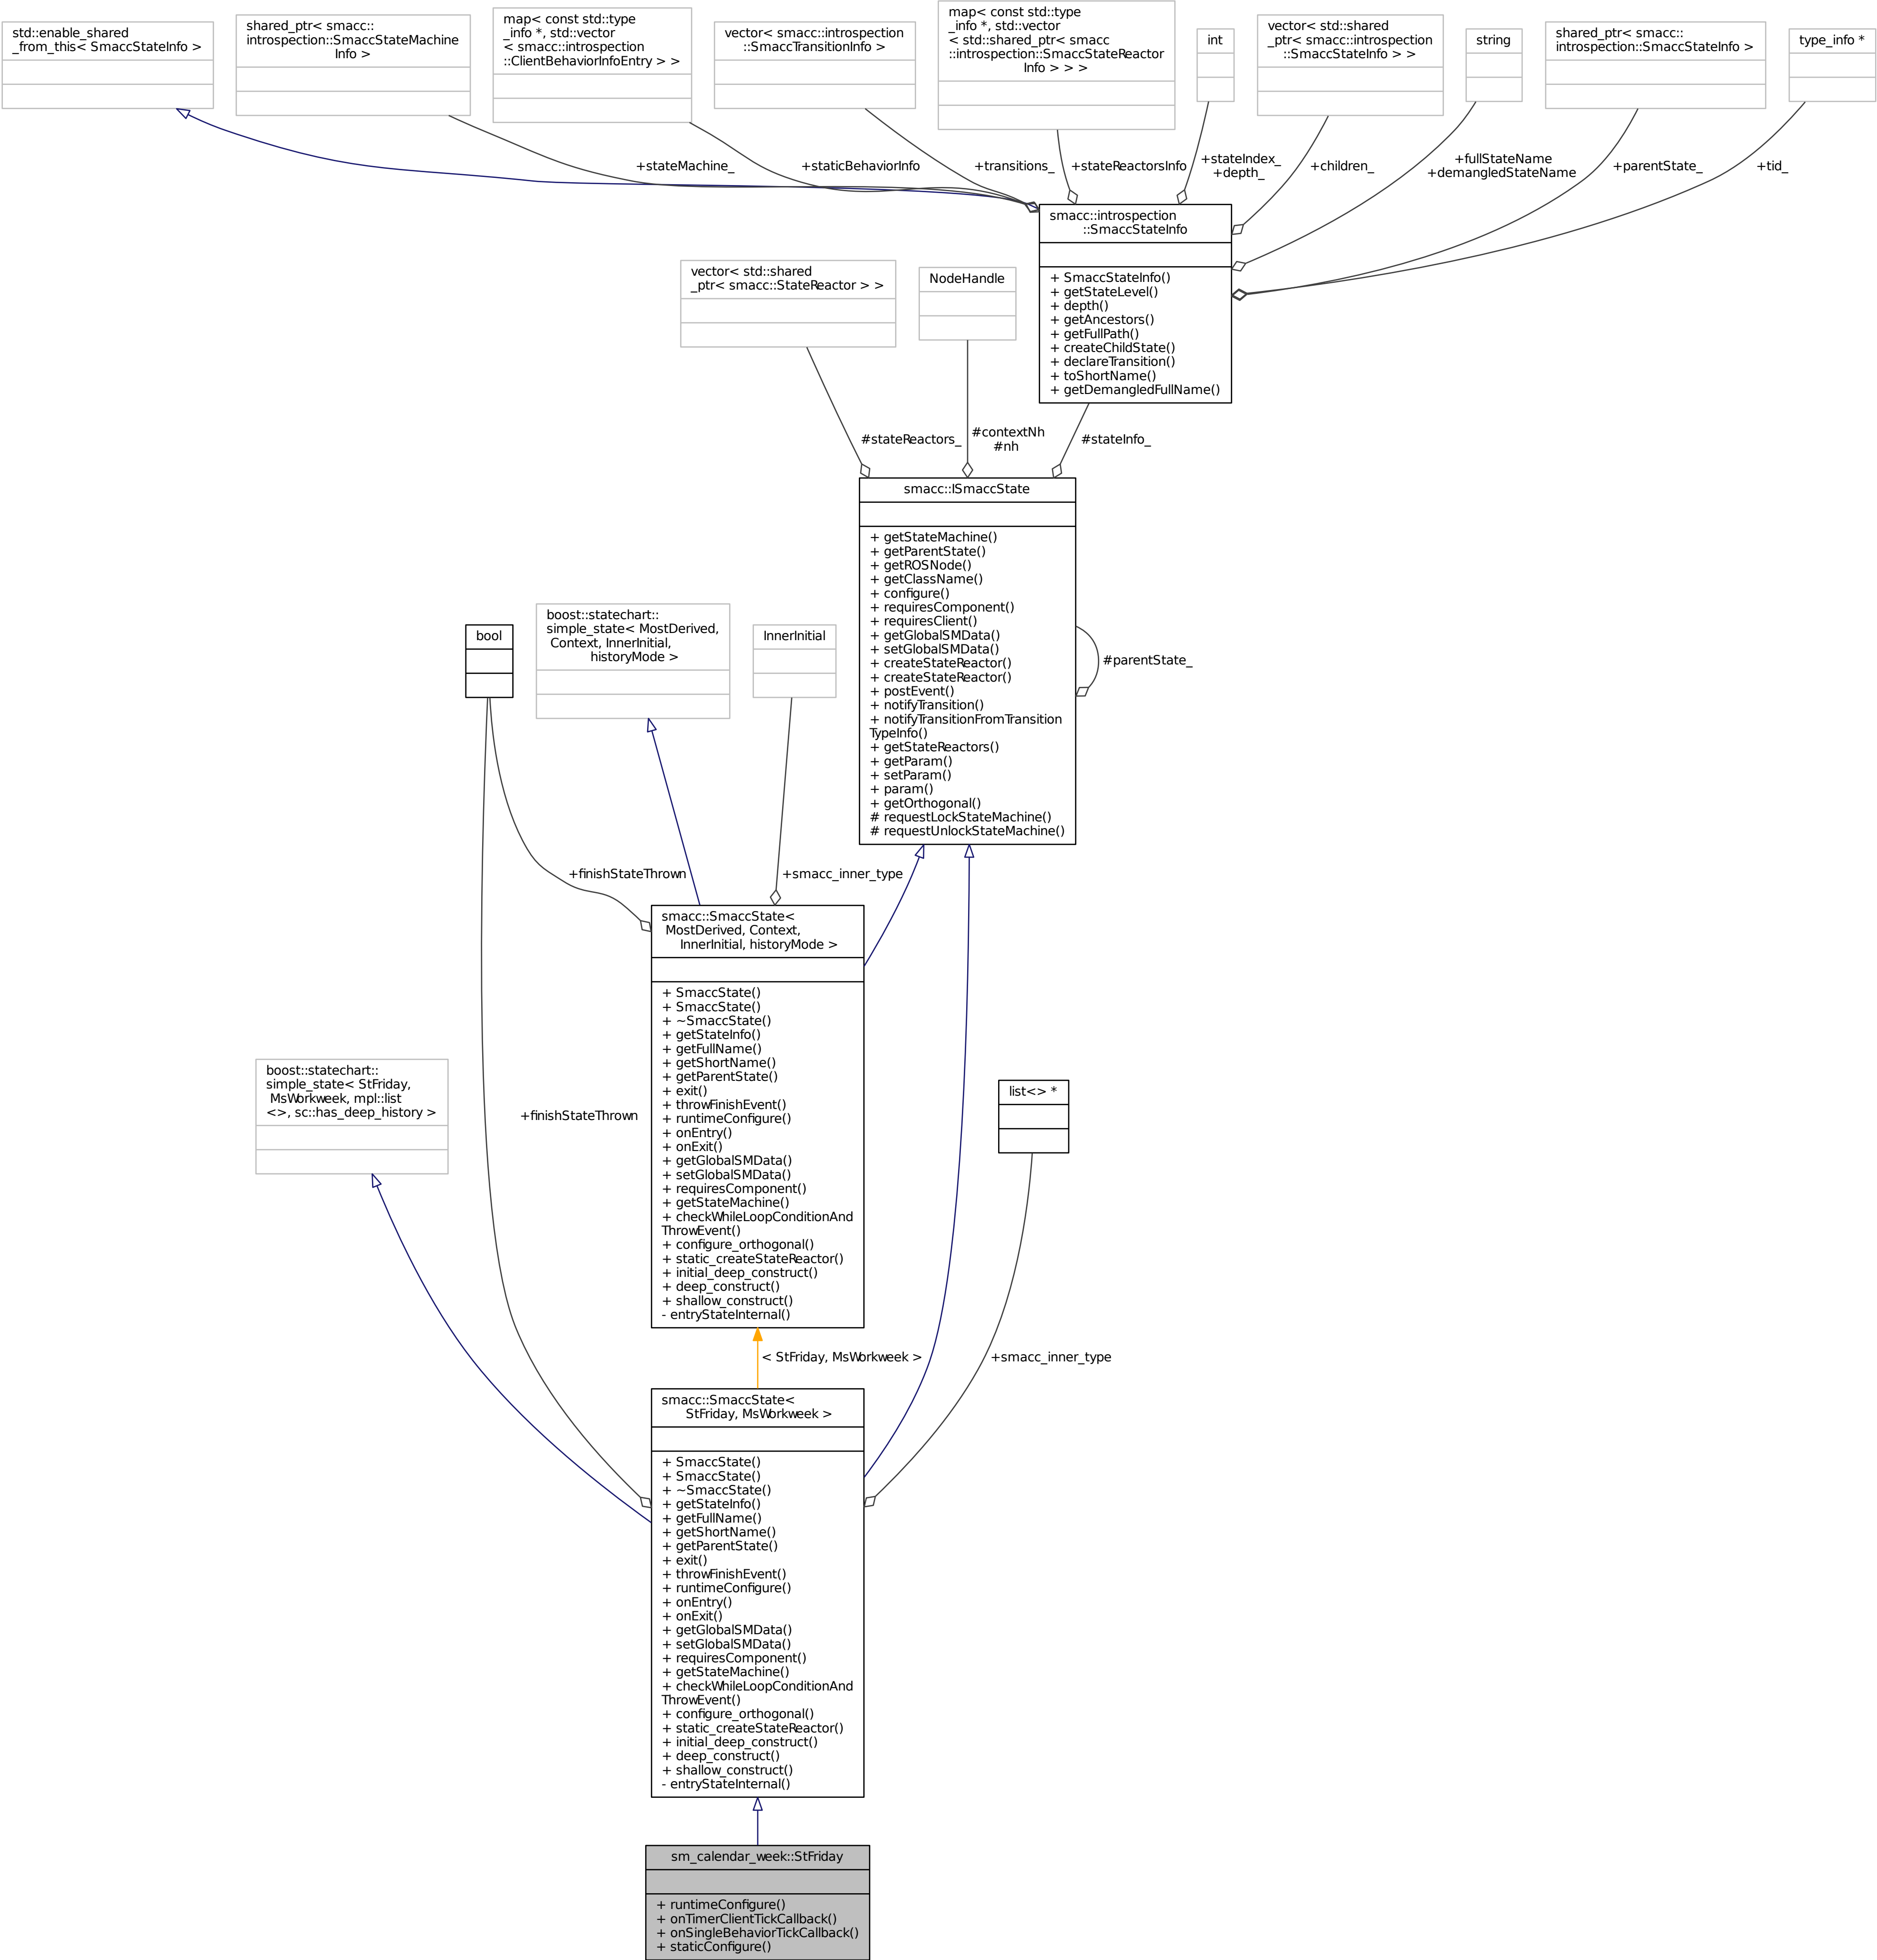 std::enable_shared
_from_this< SmaccStateInfo >
shared_ptr< smacc::
introspection::SmaccStateMachine
Info >
map< const std::type
_info *, std::vector
< smacc::introspection
::ClientBehaviorInfoEntry > >
vector< smacc::introspection
::SmaccTransitionInfo >
map< const std::type
_info *, std::vector
< std::shared_ptr< smacc
::introspection::SmaccStateReactor
Info > > >
int
vector< std::shared
_ptr< smacc::introspection
::SmaccStateInfo > >
string
shared_ptr< smacc::
introspection::SmaccStateInfo >
type_info *
+stateMachine_
+staticBehaviorInfo
+transitions_
+stateReactorsInfo
+stateIndex_
+depth_
+children_
+fullStateName
+demangledStateName
+parentState_
+tid_
smacc::introspection
::SmaccStateInfo
+ SmaccStateInfo()
+ getStateLevel()
+ depth()
+ getAncestors()
+ getFullPath()
+ createChildState()
+ declareTransition()
+ toShortName()
+ getDemangledFullName()
vector< std::shared
_ptr< smacc::StateReactor > >
NodeHandle
#stateReactors_
#contextNh
#nh
#stateInfo_
smacc::ISmaccState
+ getStateMachine()
+ getParentState()
+ getROSNode()
+ getClassName()
+ configure()
+ requiresComponent()
+ requiresClient()
+ getGlobalSMData()
+ setGlobalSMData()
+ createStateReactor()
+ createStateReactor()
+ postEvent()
+ notifyTransition()
+ notifyTransitionFromTransition
TypeInfo()
+ getStateReactors()
+ getParam()
+ setParam()
+ param()
+ getOrthogonal()
# requestLockStateMachine()
# requestUnlockStateMachine()
#parentState_
bool
boost::statechart::
simple_state< MostDerived,
Context, InnerInitial,
historyMode >
InnerInitial
+finishStateThrown
+smacc_inner_type
smacc::SmaccState<
MostDerived, Context,
InnerInitial, historyMode >
+ SmaccState()
+ SmaccState()
+ ~SmaccState()
+ getStateInfo()
+ getFullName()
+ getShortName()
+ getParentState()
+ exit()
+ throwFinishEvent()
+ runtimeConfigure()
+ onEntry()
+ onExit()
+ getGlobalSMData()
+ setGlobalSMData()
+ requiresComponent()
+ getStateMachine()
+ checkWhileLoopConditionAnd
ThrowEvent()
+ configure_orthogonal()
+ static_createStateReactor()
+ initial_deep_construct()
+ deep_construct()
+ shallow_construct()
- entryStateInternal()
boost::statechart::
simple_state< StFriday,
MsWorkweek, mpl::list
<>, sc::has_deep_history >
+finishStateThrown
list<> *
< StFriday, MsWorkweek >
+smacc_inner_type
smacc::SmaccState<
StFriday, MsWorkweek >
+ SmaccState()
+ SmaccState()
+ ~SmaccState()
+ getStateInfo()
+ getFullName()
+ getShortName()
+ getParentState()
+ exit()
+ throwFinishEvent()
+ runtimeConfigure()
+ onEntry()
+ onExit()
+ getGlobalSMData()
+ setGlobalSMData()
+ requiresComponent()
+ getStateMachine()
+ checkWhileLoopConditionAnd
ThrowEvent()
+ configure_orthogonal()
+ static_createStateReactor()
+ initial_deep_construct()
+ deep_construct()
+ shallow_construct()
- entryStateInternal()
sm_calendar_week::StFriday
+ runtimeConfigure()
+ onTimerClientTickCallback()
+ onSingleBehaviorTickCallback()
+ staticConfigure()